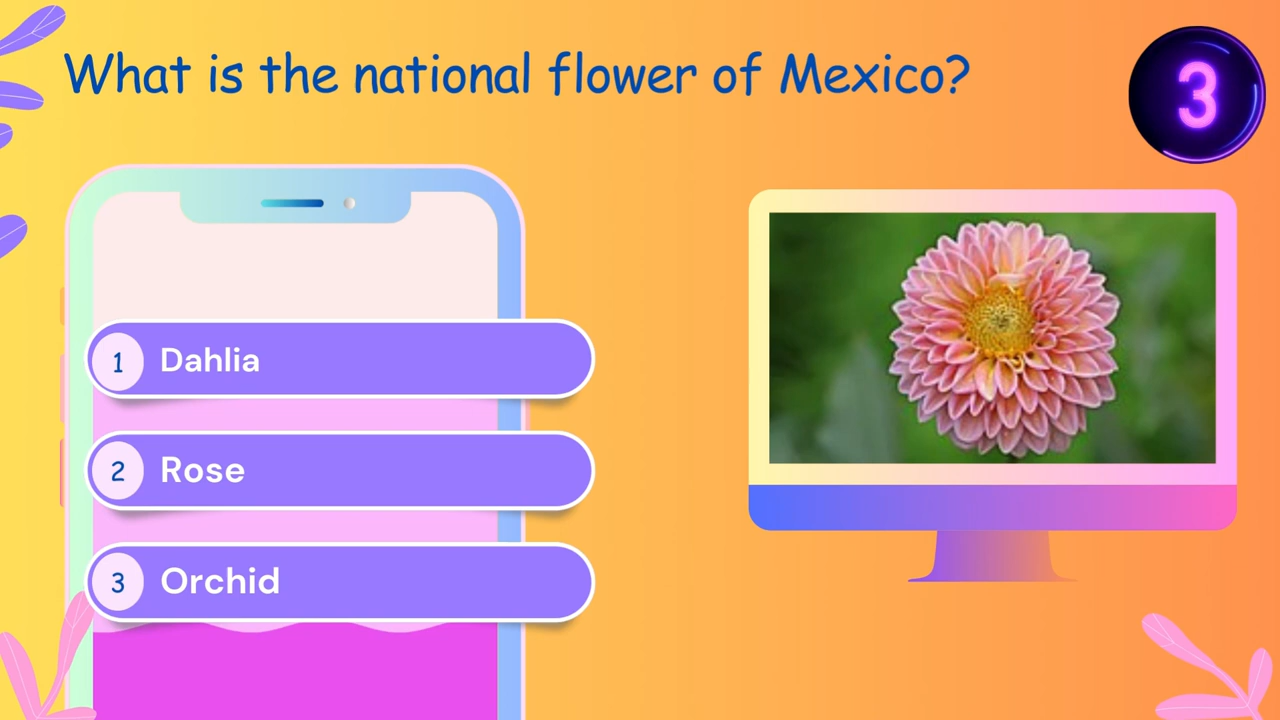 What is the national flower of Mexico?
3
1 Dahlia
2 Rose
3 Orchid